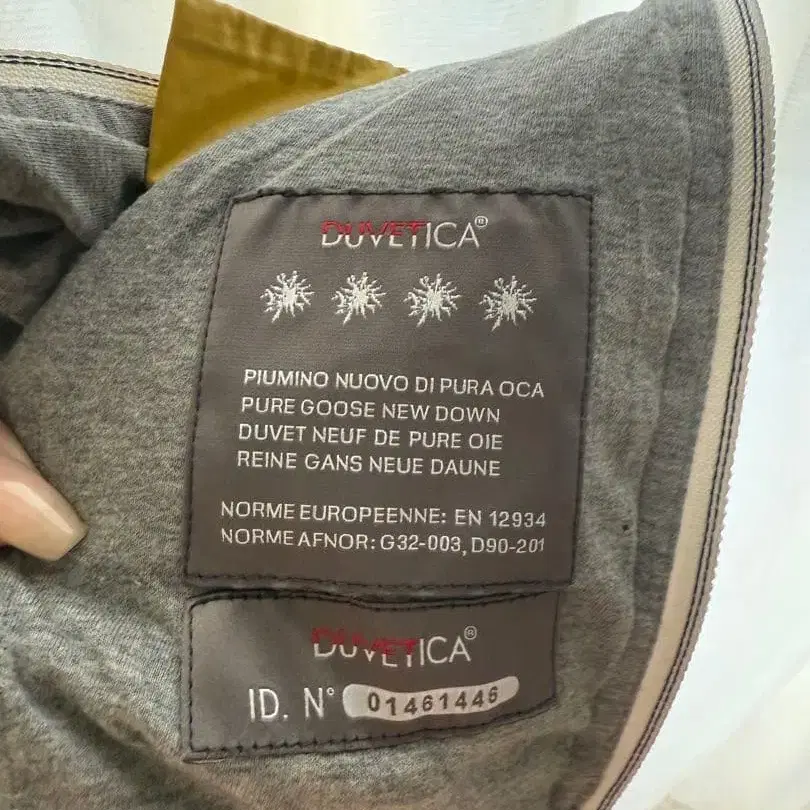 DUVETICA®
PIUMINO NUOVO DI PURA OCA
PURE GOOSE NEW DOWN
DUVET NEUF DE PURE OIE
REINE GANS NEUE DAUNE
NORME EUROPEENNE: EN 12934
NORME AFNOR: G32-003, D90-201
DUVETICA®
ID. N° 01461446